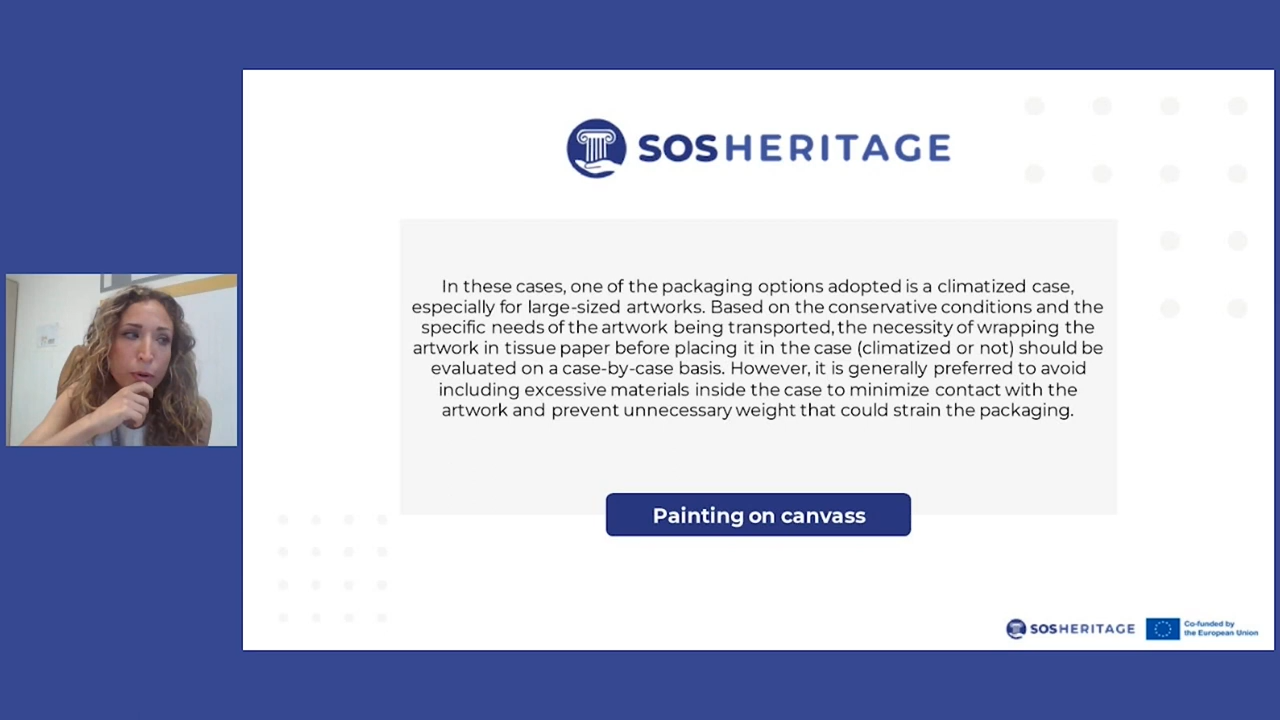 SOSHERITAGE
In these cases, one of the packaging options adopted is a climatized case,
especially for large-sized artworks. Based on the conservative conditions and the
specific needs of the artwork being transported, the necessity of wrapping the
artwork in tissue paper before placing it in the case (climatized or not) should be
evaluated on a case-by-case basis. However, it is generally preferred to avoid
including excessive materials inside the case to minimize contact with the
artwork and prevent unnecessary weight that could strain the packaging.
Painting on canvass
SOSHERITAGE
Co-funded by
the European Union